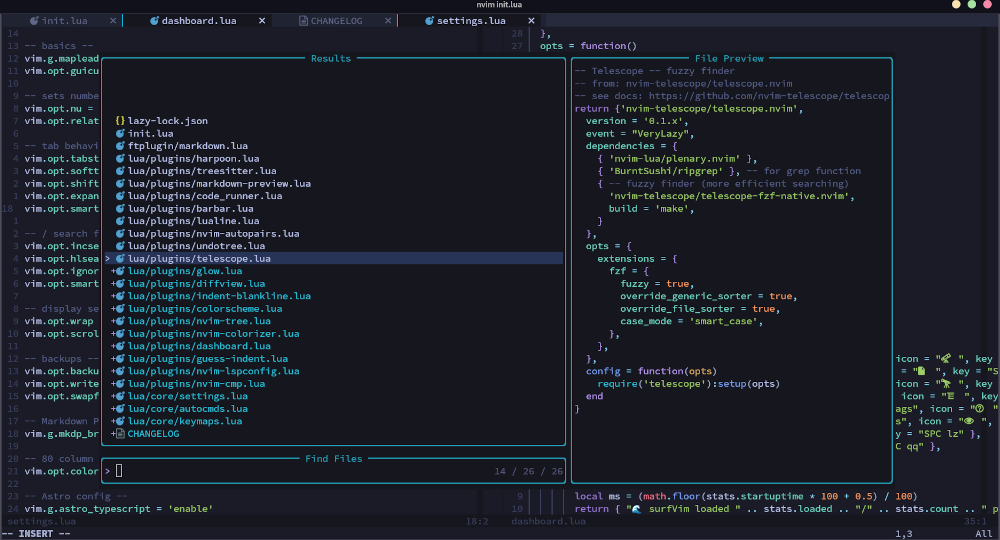 nvim init.lua
init.lua ✕
dashboard.lua ✕
CHANGELOG ✕
settings.lua ✕
14
13 -- basics --
12 vim.g.maplead
11 vim.opt.guicu
10
9 -- sets numbe
8 vim.opt.nu =
7 vim.opt.relat
6
5 -- tab behavi
4 vim.opt.tabst
3 vim.opt.softt
2 vim.opt.shift
1 vim.opt.expan
18 vim.opt.smart
1
2 -- / search f
3 vim.opt.incse
4 vim.opt.hlsea
5 vim.opt.ignor
6 vim.opt.smart
7
8 -- display se
9 vim.opt.wrap
10 vim.opt.scrol
11
12 -- backups --
13 vim.opt.backu
14 vim.opt.write
15 vim.opt.swapf
16
17 -- Markdown P
18 vim.g.mkdp_br
19
20 -- 80 column
21 vim.opt.color
22
23 -- Astro config --
24 vim.g.astro_typescript = 'enable'
settings.lua 18:2
28 },
27 opts = function()
Results
{} lazy-lock.json
init.lua
ftplugin/markdown.lua
lua/plugins/harpoon.lua
lua/plugins/treesitter.lua
lua/plugins/markdown-preview.lua
lua/plugins/code_runner.lua
lua/plugins/barbar.lua
lua/plugins/lualine.lua
lua/plugins/nvim-autopairs.lua
lua/plugins/undotree.lua
> lua/plugins/telescope.lua
+ lua/plugins/glow.lua
+ lua/plugins/diffview.lua
+ lua/plugins/indent-blankline.lua
+ lua/plugins/colorscheme.lua
+ lua/plugins/nvim-tree.lua
+ lua/plugins/nvim-colorizer.lua
+ lua/plugins/dashboard.lua
+ lua/plugins/guess-indent.lua
+ lua/plugins/nvim-lspconfig.lua
+ lua/plugins/nvim-cmp.lua
+ lua/core/settings.lua
+ lua/core/autocmds.lua
+ lua/core/keymaps.lua
+ CHANGELOG
Find Files
> 14 / 26 / 26
File Preview
-- Telescope -- fuzzy finder
-- from: nvim-telescope/telescope.nvim
-- see docs: https://github.com/nvim-telescope/telescop
return {'nvim-telescope/telescope.nvim',
version = '0.1.x',
event = "VeryLazy",
dependencies = {
{ 'nvim-lua/plenary.nvim' },
{ 'BurntSushi/ripgrep' }, -- for grep function
{ -- fuzzy finder (more efficient searching)
'nvim-telescope/telescope-fzf-native.nvim',
build = 'make',
}
},
opts = {
extensions = {
fzf = {
fuzzy = true,
override_generic_sorter = true,
override_file_sorter = true,
case_mode = 'smart_case',
},
},
},
config = function(opts)
require('telescope'):setup(opts)
end
}
icon = " ", key
= " ", key = "S
icon = " ", key
icon = " ", key
ags", icon = " "
s", icon = " ",
y = "SPC lz" },
C qq" },
9 local ms = (math.floor(stats.startuptime * 100 + 0.5) / 100)
10 return { " surfVim loaded " .. stats.loaded .. "/" .. stats.count .. " p
dashboard.lua 35:1
-- INSERT -- 1,3 All